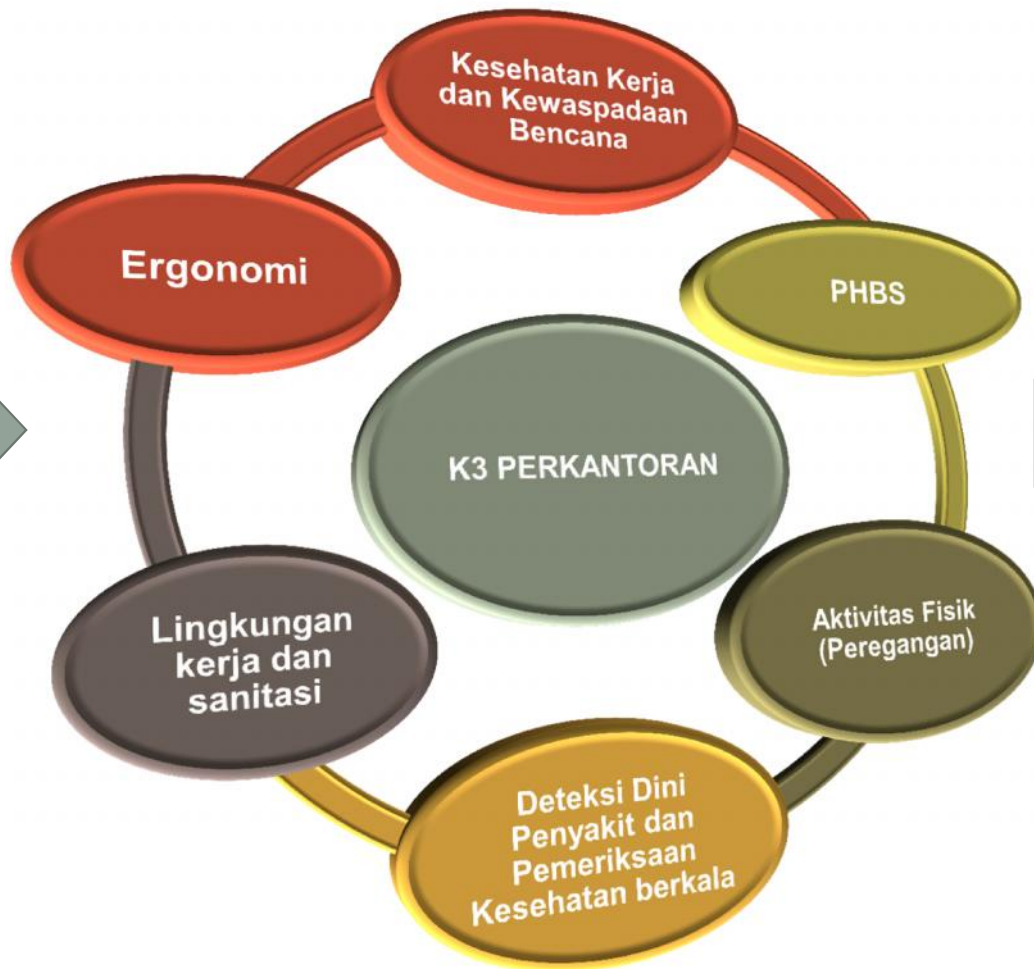 Kesehatan Kerja
dan Kewaspadaan
Bencana
PHBS
Aktivitas Fisik
(Peregangan)
Deteksi Dini
Penyakit dan
Pemeriksaan
Kesehatan berkala
Lingkungan
kerja dan
sanitasi
Ergonomi
K3 PERKANTORAN